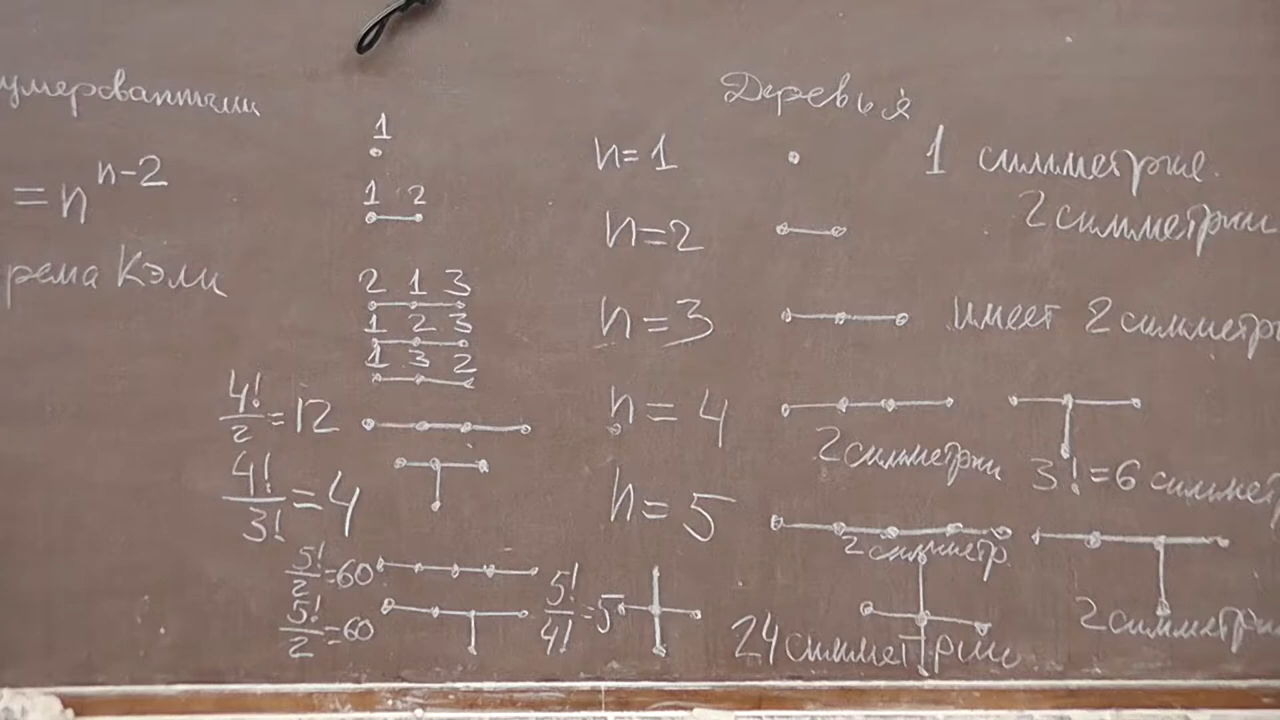 умерованных
= n^{n-2}
рема Кэли
1
1 2
2 1 3
1 2 3
1 3 2
4!/2 = 12
4!/3! = 4
5!/2 = 60
5!/2 = 60
5!/4! = 5
Деревья
n=1 1 симметрие.
n=2 2 симметрии
n=3 имеет 2 симметр
n=4
2 симметрии 3! = 6 симмет
n=5
2 симметр.
24 симметрии 2 симметрии